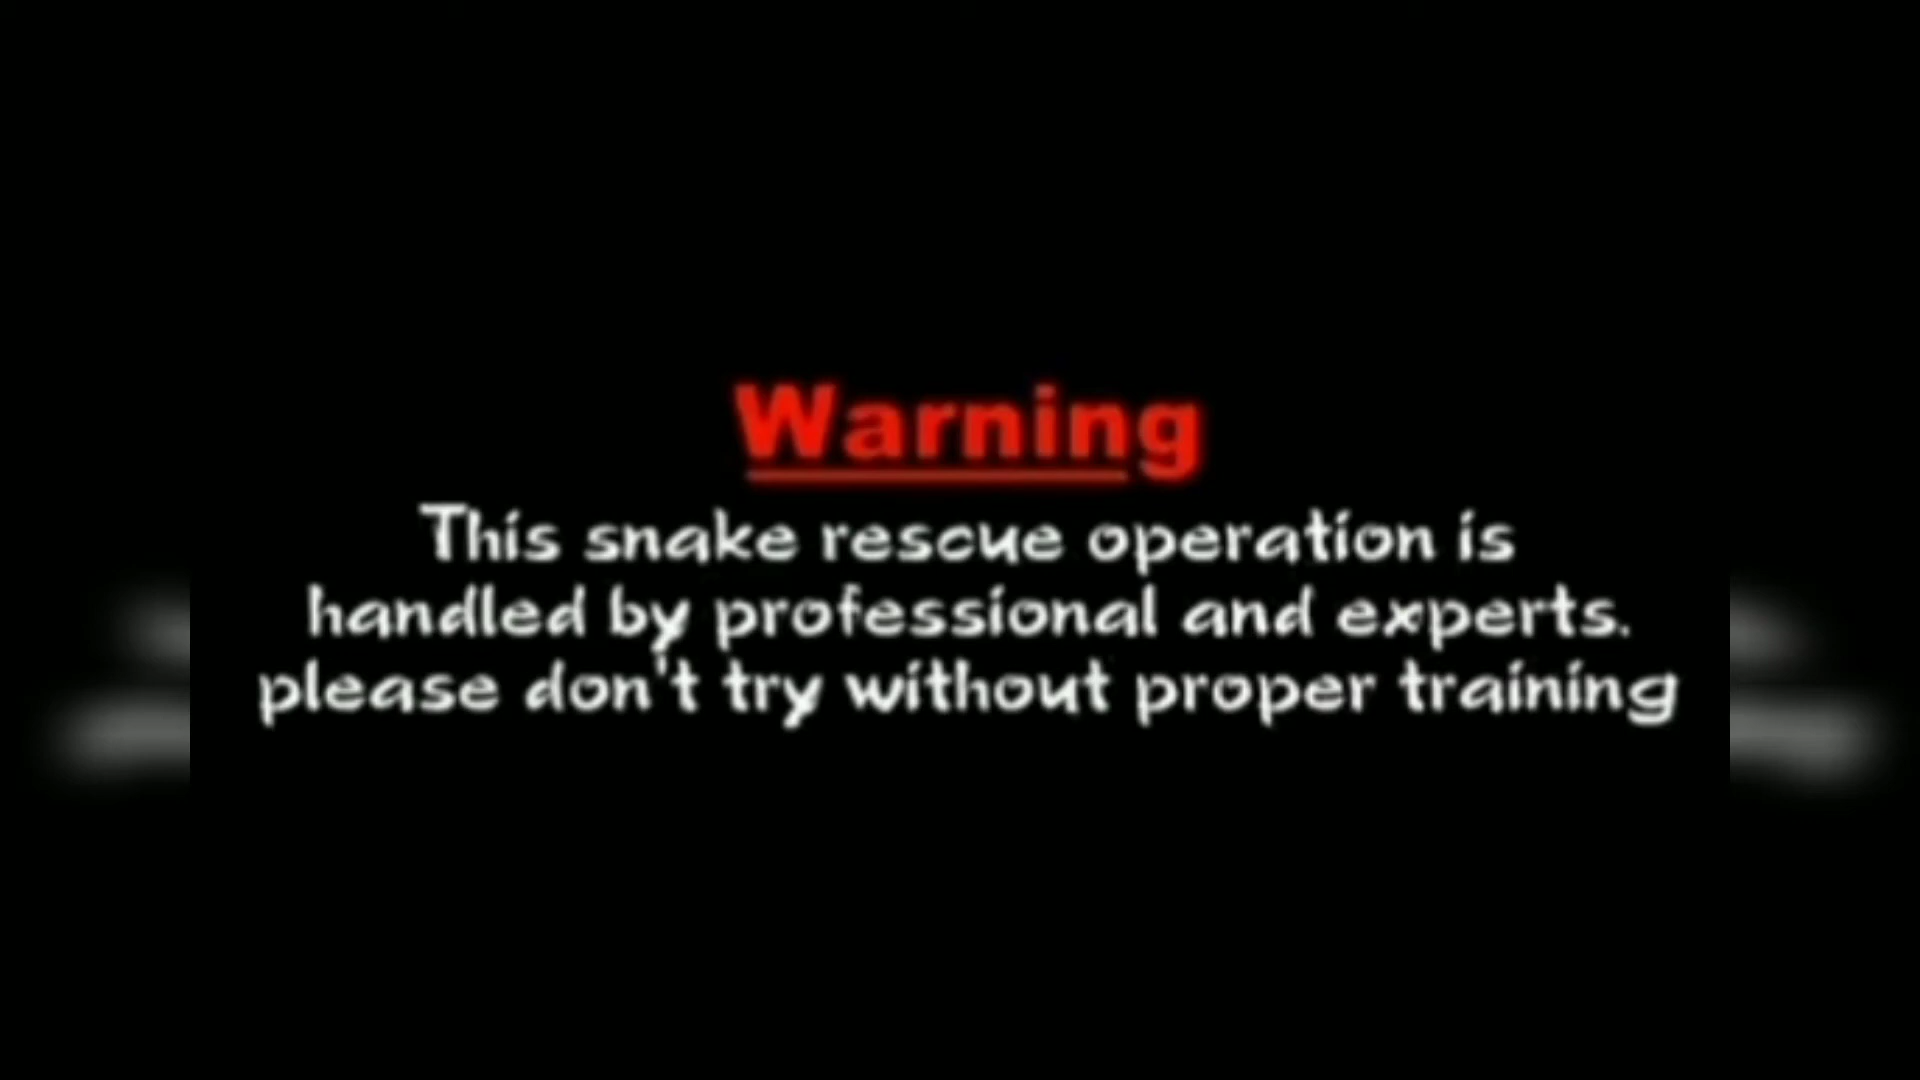 Warning
This snake rescue operation is
handled by professional and experts.
please don't try without proper training